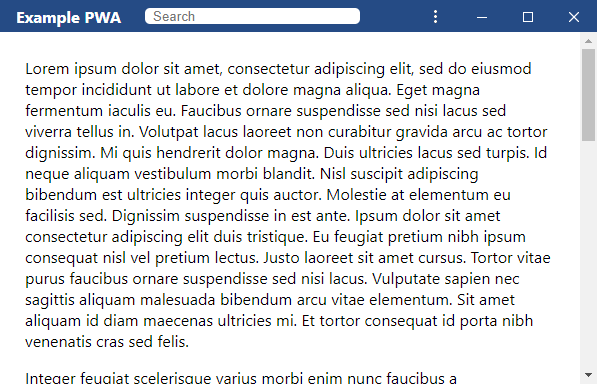 Example PWA
Search
Lorem ipsum dolor sit amet, consectetur adipiscing elit, sed do eiusmod
tempor incididunt ut labore et dolore magna aliqua. Eget magna
fermentum iaculis eu. Faucibus ornare suspendisse sed nisi lacus sed
viverra tellus in. Volutpat lacus laoreet non curabitur gravida arcu ac tortor
dignissim. Mi quis hendrerit dolor magna. Duis ultricies lacus sed turpis. Id
neque aliquam vestibulum morbi blandit. Nisl suscipit adipiscing
bibendum est ultricies integer quis auctor. Molestie at elementum eu
facilisis sed. Dignissim suspendisse in est ante. Ipsum dolor sit amet
consectetur adipiscing elit duis tristique. Eu feugiat pretium nibh ipsum
consequat nisl vel pretium lectus. Justo laoreet sit amet cursus. Tortor vitae
purus faucibus ornare suspendisse sed nisi lacus. Vulputate sapien nec
sagittis aliquam malesuada bibendum arcu vitae elementum. Sit amet
aliquam id diam maecenas ultricies mi. Et tortor consequat id porta nibh
venenatis cras sed felis.
Integer feugiat scelerisque varius morbi enim nunc faucibus a